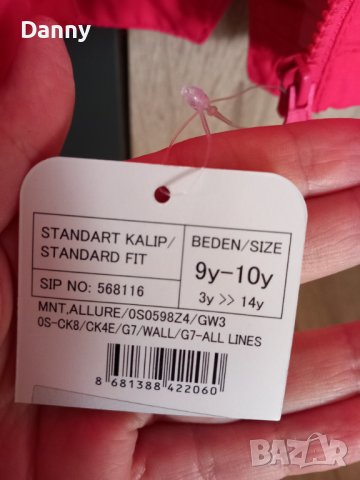 Danny
STANDART KALIP/
STANDARD FIT
BEDEN/SIZE
9y-10y
3y >> 14y
SIP NO: 568116
MNT,ALLURE/0S0598Z4/GW3
0S-CK8/CK4E/G7/WALL/G7-ALL LINES
8 681388 422060
BAZAR